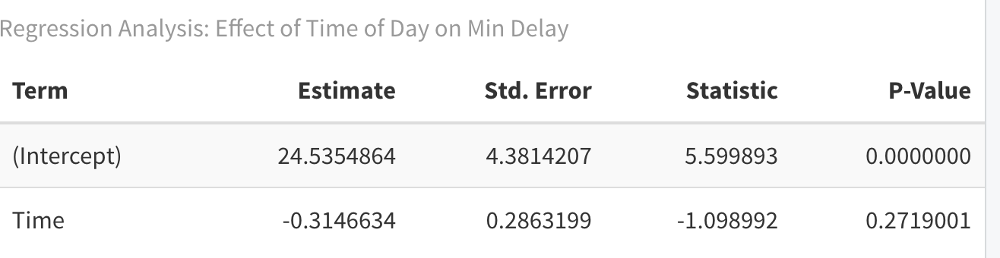 Regression Analysis: Effect of Time of Day on Min Delay
Term Estimate Std. Error Statistic P-Value
(Intercept) 24.5354864 4.3814207 5.599893 0.0000000
Time -0.3146634 0.2863199 -1.098992 0.2719001